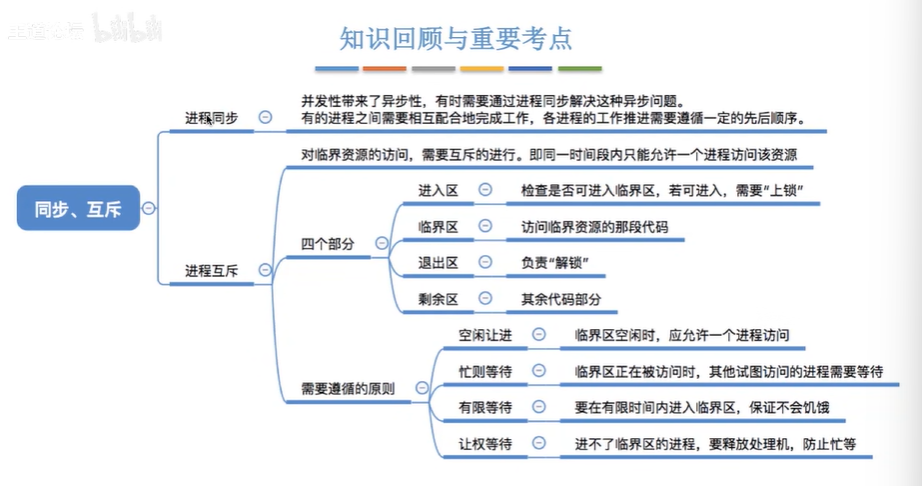 王道论坛 bilibili
知识回顾与重要考点
同步、互斥
进程同步
并发性带来了异步性，有时需要通过进程同步解决这种异步问题。
有的进程之间需要相互配合地完成工作，各进程的工作推进需要遵循一定的先后顺序。
进程互斥
对临界资源的访问，需要互斥的进行。即同一时间段内只能允许一个进程访问该资源
四个部分
进入区
检查是否可进入临界区，若可进入，需要“上锁”
临界区
访问临界资源的那段代码
退出区
负责“解锁”
剩余区
其余代码部分
需要遵循的原则
空闲让进
临界区空闲时，应允许一个进程访问
忙则等待
临界区正在被访问时，其他试图访问的进程需要等待
有限等待
要在有限时间内进入临界区，保证不会饥饿
让权等待
进不了临界区的进程，要释放处理机，防止忙等